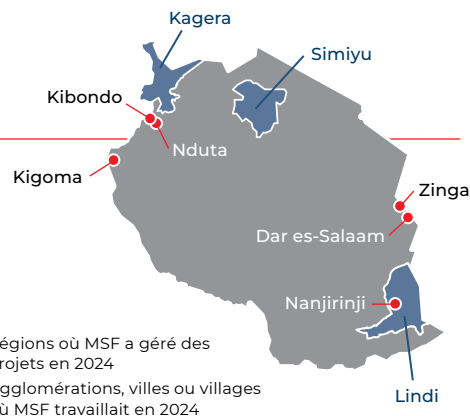 Kagera
Simiyu
Kibondo
Nduta
Kigoma
Zinga
Dar es-Salaam
Nanjirinji
égions où MSF a géré des
rojets en 2024
gglomérations, villes ou villages
ù MSF travaillait en 2024
Lindi